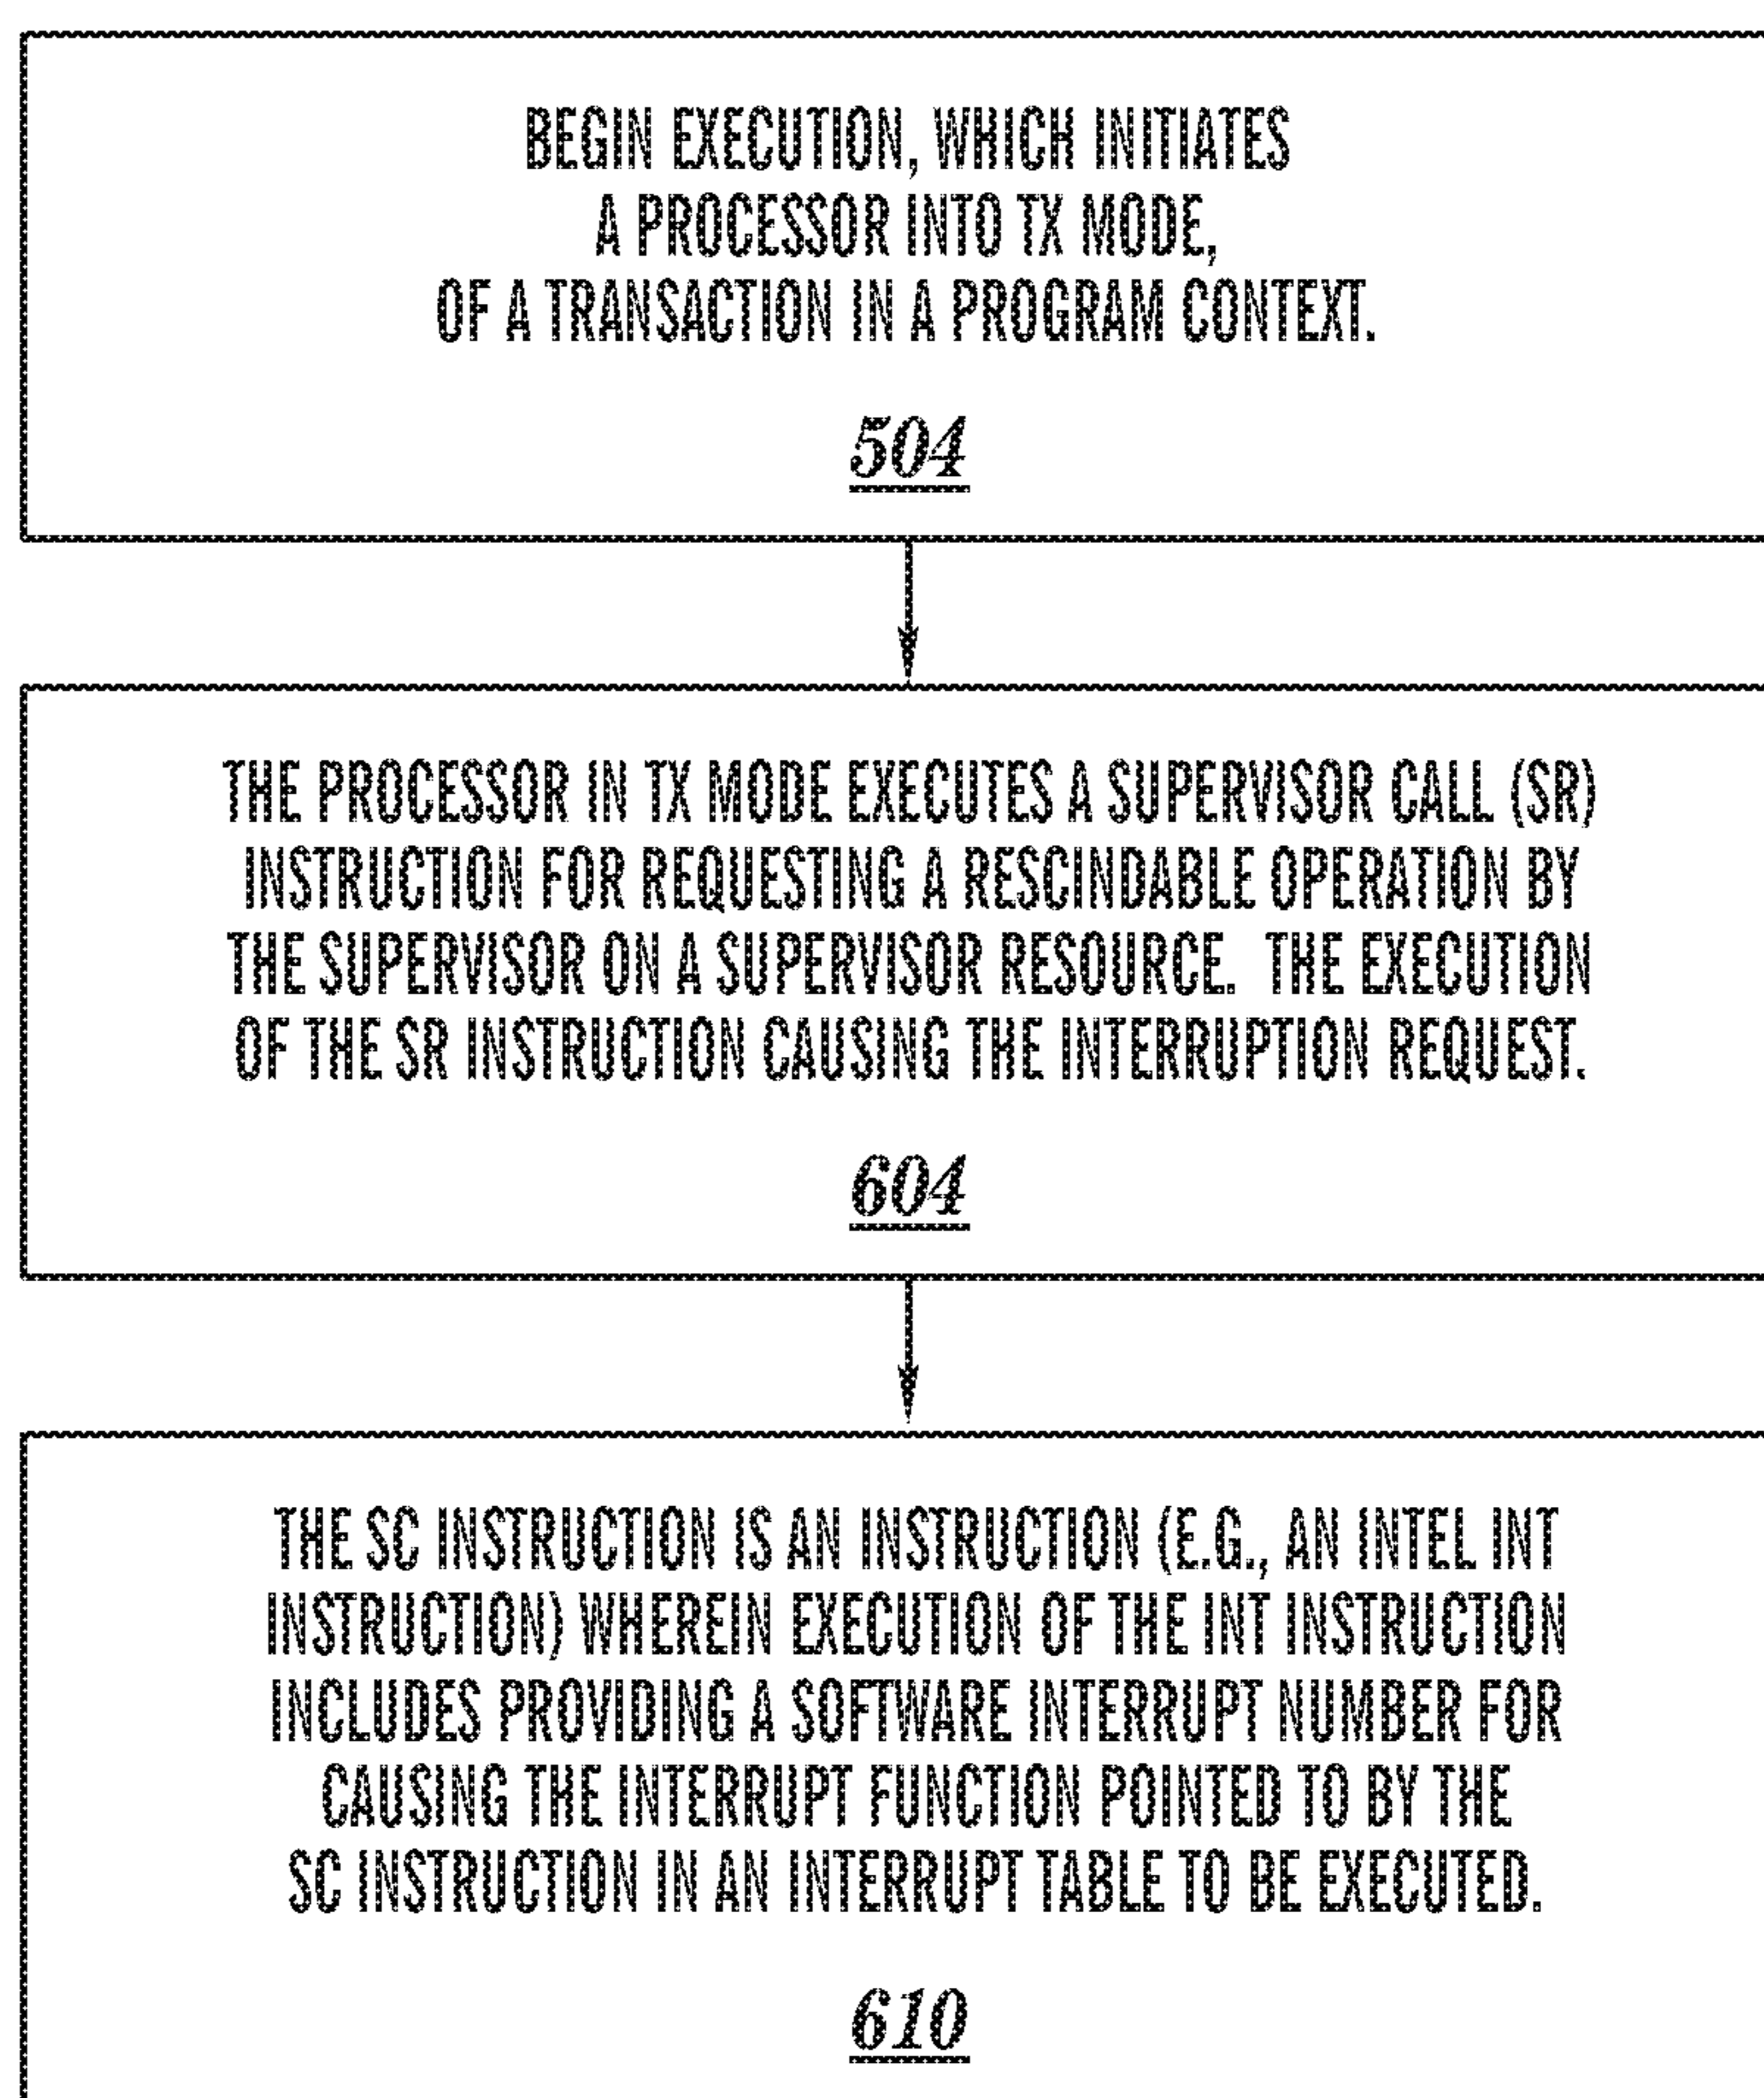 BEGIN EXECUTION, WHICH INITIATES
A PROCESSOR INTO TX MODE,
OF A TRANSACTION IN A PROGRAM CONTEXT.
504
THE PROCESSOR IN TX MODE EXECUTES A SUPERVISOR CALL (SR)
INSTRUCTION FOR REQUESTING A RESCINDABLE OPERATION BY
THE SUPERVISOR ON A SUPERVISOR RESOURCE. THE EXECUTION
OF THE SR INSTRUCTION CAUSING THE INTERRUPTION REQUEST.
604
THE SC INSTRUCTION IS AN INSTRUCTION (E.G., AN INTEL INT
INSTRUCTION) WHEREIN EXECUTION OF THE INT INSTRUCTION
INCLUDES PROVIDING A SOFTWARE INTERRUPT NUMBER FOR
CAUSING THE INTERRUPT FUNCTION POINTED TO BY THE
SC INSTRUCTION IN AN INTERRUPT TABLE TO BE EXECUTED.
610